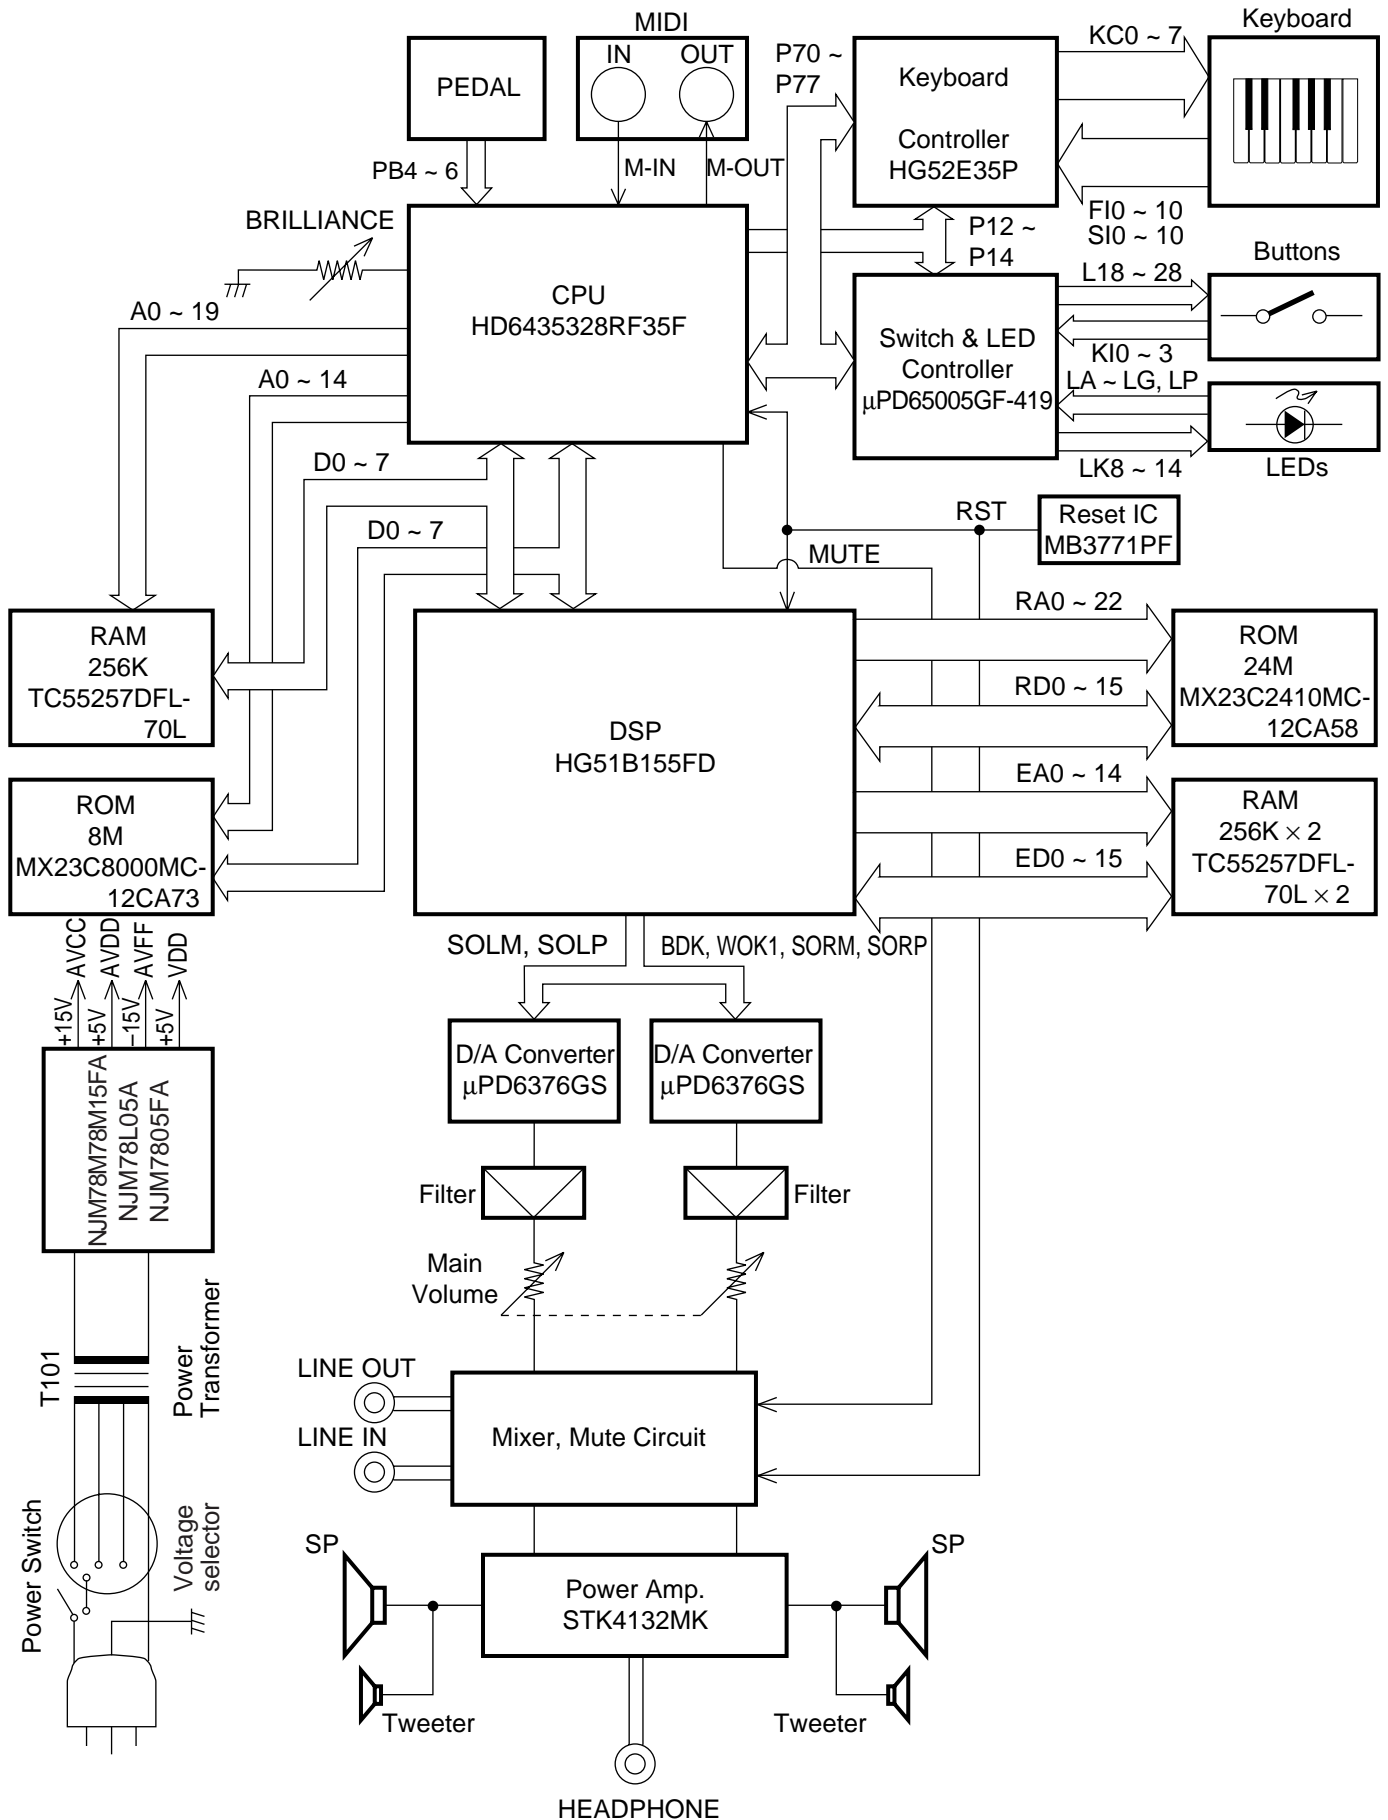 MIDI
Keyboard
PEDAL
IN
OUT
P70 ~
P77
Keyboard
Controller
HG52E35P
KC0 ~ 7
PB4 ~ 6
M-IN
M-OUT
FI0 ~ 10
SI0 ~ 10
BRILLIANCE
P12 ~
P14
Buttons
CPU
HD6435328RF35F
L18 ~ 28
A0 ~ 19
Switch & LED
Controller
µPD65005GF-419
KI0 ~ 3
A0 ~ 14
LA ~ LG, LP
D0 ~ 7
LK8 ~ 14
LEDs
D0 ~ 7
RST
Reset IC
MB3771PF
MUTE
RAM
256K
TC55257DFL-
70L
RA0 ~ 22
ROM
24M
MX23C2410MC-
12CA58
RD0 ~ 15
DSP
HG51B155FD
ROM
8M
MX23C8000MC-
12CA73
EA0 ~ 14
RAM
256K × 2
TC55257DFL-
70L × 2
ED0 ~ 15
AVCC
AVDD
AVFF
VDD
+15V
+5V
–15V
+5V
SOLM, SOLP
BDK, WOK1, SORM, SORP
D/A Converter
µPD6376GS
D/A Converter
µPD6376GS
NJM78M78M15FA
NJM78L05A
NJM7805FA
Filter
Filter
Main
Volume
T101
Power
Transformer
LINE OUT
LINE IN
Mixer, Mute Circuit
Power Switch
Voltage
selector
SP
SP
Power Amp.
STK4132MK
Tweeter
Tweeter
HEADPHONE